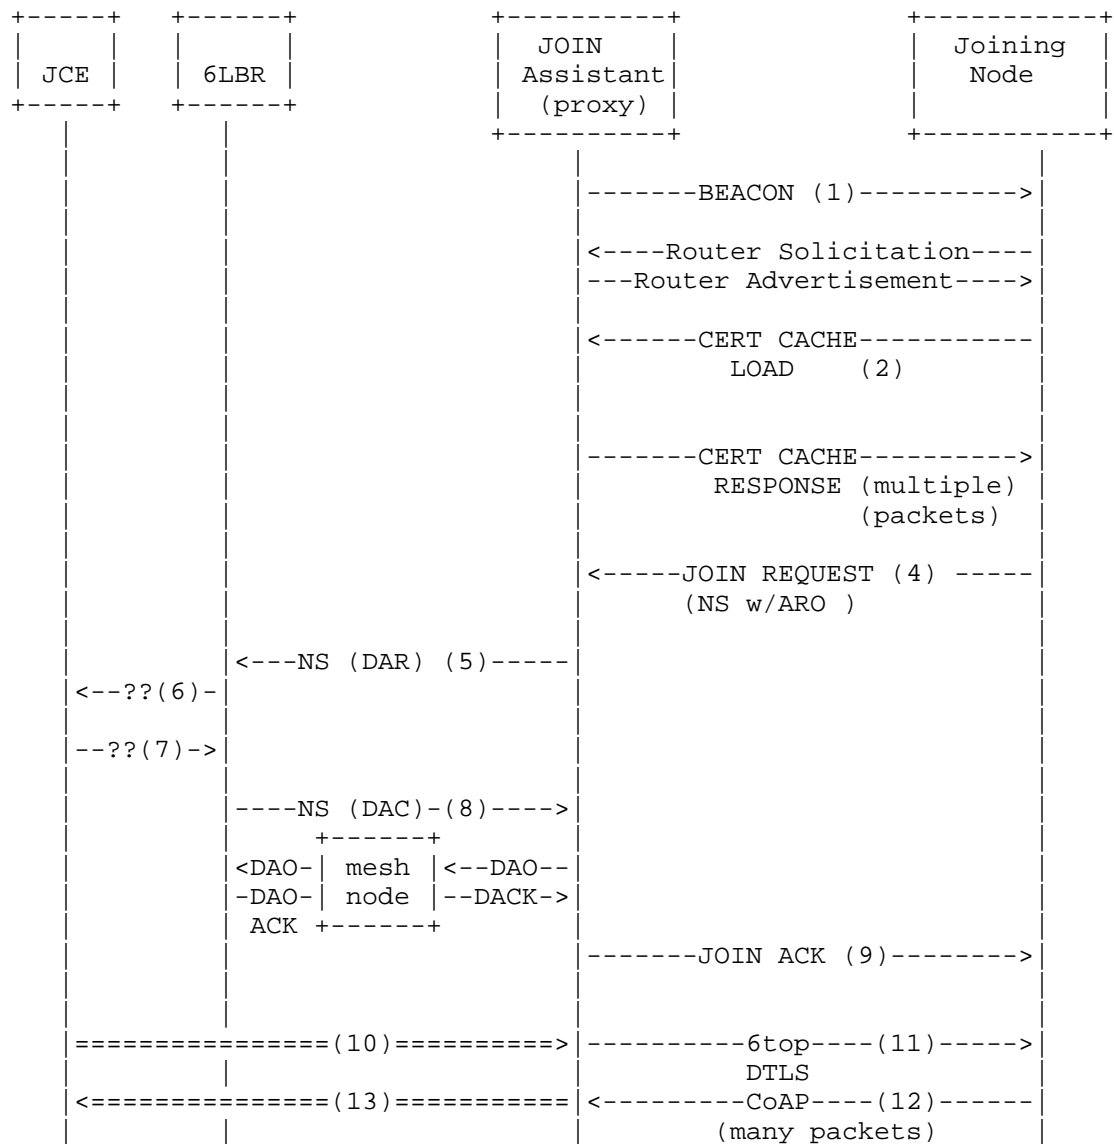 JOIN Joining
JCE 6LBR Assistant Node
(proxy)
-------BEACON (1)---------->
<----Router Solicitation----
---Router Advertisement---->
<------CERT CACHE-----------
LOAD (2)
-------CERT CACHE---------->
RESPONSE (multiple)
(packets)
<-----JOIN REQUEST (4) -----
(NS w/ARO )
<---NS (DAR) (5)-----
<--??(6)-
--??(7)->
----NS (DAC)-(8)---->
<DAO- mesh <--DAO--
-DAO- node --DACK->
ACK
-------JOIN ACK (9)-------->
================(10)==========> ----------6top----(11)----->
DTLS
<===============(13)=========== <---------CoAP----(12)------
(many packets)